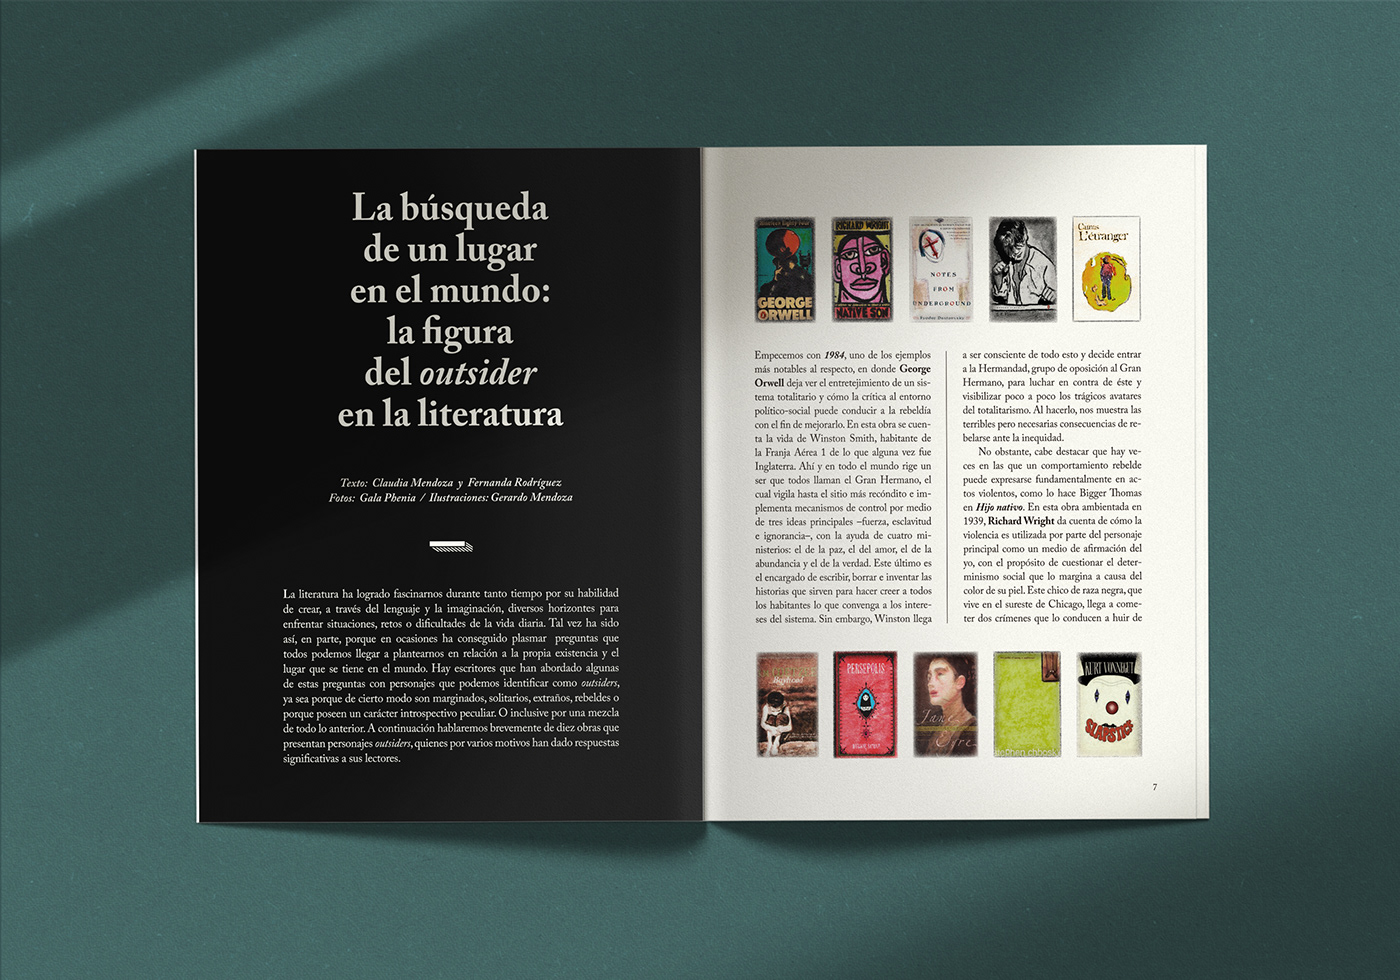 La búsqueda
de un lugar
en el mundo:
la figura
del outsider
en la literatura
Texto: Claudia Mendoza y Fernanda Rodríguez
Fotos: Gala Phenia / Ilustraciones: Gerardo Mendoza
La literatura ha logrado fascinarnos durante tanto tiempo por su habilidad
de crear, a través del lenguaje y la imaginación, diversos horizontes para
enfrentar situaciones, retos o dificultades de la vida diaria. Tal vez ha sido
así, en parte, porque en ocasiones ha conseguido plasmar preguntas que
todos podemos llegar a plantearnos en relación a la propia existencia y el
lugar que se tiene en el mundo. Hay escritores que han abordado algunas
de estas preguntas con personajes que podemos identificar como outsiders,
ya sea porque de cierto modo son marginados, solitarios, extraños, rebeldes o
porque poseen un carácter introspectivo peculiar. O inclusive por una mezcla
de todo lo anterior. A continuación hablaremos brevemente de diez obras que
presentan personajes outsiders, quienes por varios motivos han dado respuestas
significativas a sus lectores.
GEORGE
ORWELL
RICHARD WRIGHT
NATIVE SON
NOTES
FROM
UNDERGROUND
Camus
L'étranger
Empecemos con 1984, uno de los ejemplos
más notables al respecto, en donde George
Orwell deja ver el entretejimiento de un sis-
tema totalitario y cómo la crítica al entorno
político-social puede conducir a la rebeldía
con el fin de mejorarlo. En esta obra se cuen-
ta la vida de Winston Smith, habitante de
la Franja Aérea 1 de lo que alguna vez fue
Inglaterra. Ahí y en todo el mundo rige un
ser que todos llaman el Gran Hermano, el
cual vigila hasta el sitio más recóndito e im-
plementa mecanismos de control por medio
de tres ideas principales –fuerza, esclavitud
e ignorancia–, con la ayuda de cuatro mi-
nisterios: el de la paz, el del amor, el de la
abundancia y el de la verdad. Este último es
el encargado de escribir, borrar e inventar las
historias que sirven para hacer creer a todos
los habitantes lo que convenga a los intere-
ses del sistema. Sin embargo, Winston llega
a ser consciente de todo esto y decide entrar
a la Hermandad, grupo de oposición al Gran
Hermano, para luchar en contra de éste y
visibilizar poco a poco los trágicos avatares
del totalitarismo. Al hacerlo, nos muestra las
terribles pero necesarias consecuencias de re-
belarse ante la inequidad.
No obstante, cabe destacar que hay ve-
ces en las que un comportamiento rebelde
puede expresarse fundamentalmente en ac-
tos violentos, como lo hace Bigger Thomas
en Hijo nativo. En esta obra ambientada en
1939, Richard Wright da cuenta de cómo la
violencia es utilizada por parte del personaje
principal como un medio de afirmación del
yo, con el propósito de cuestionar el deter-
minismo social que lo margina a causa del
color de su piel. Este chico de raza negra, que
vive en el sureste de Chicago, llega a come-
ter dos crímenes que lo conducen a huir de
Boyhood
PERSEPOLIS
Jane
Eyre
stephen chbosky
KURT VONNEGUT
SLAPSTICK
7